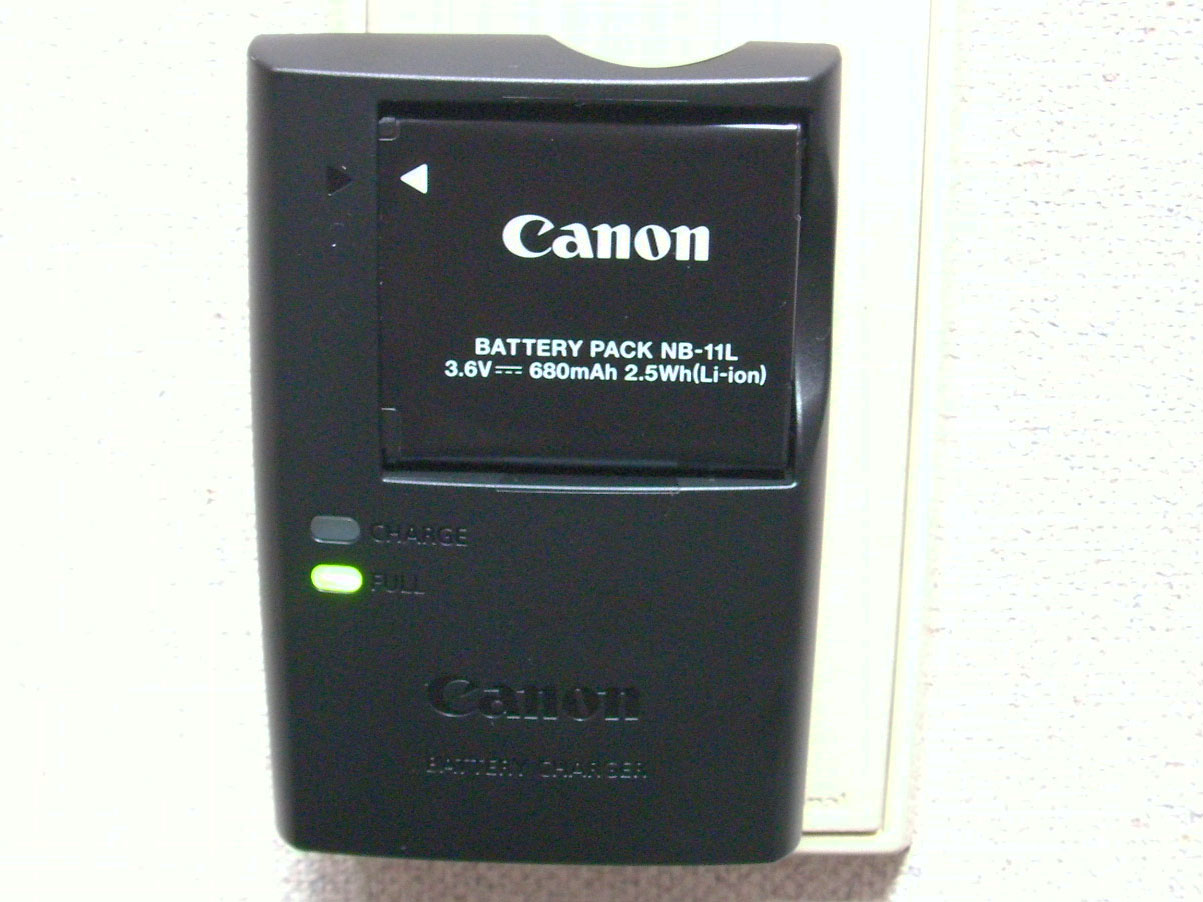 Canon
BATTERY PACK NB-11L
3.6V⎓ 680mAh 2.5Wh(Li-ion)
CHARGE
FULL
Canon
BATTERY CHARGER